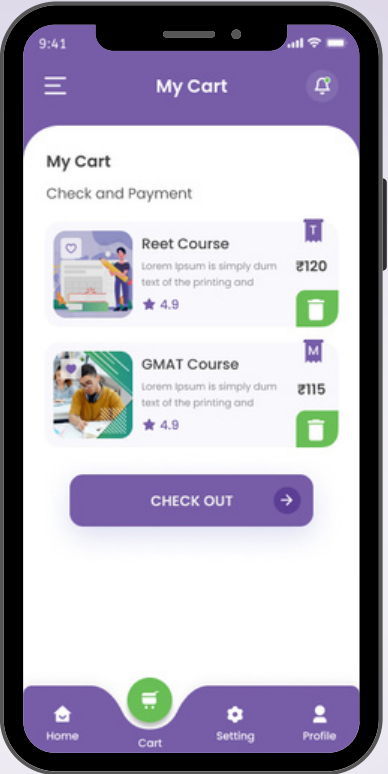 9:41
My Cart
My Cart
Check and Payment
T
Reet Course
Lorem Ipsum is simply dum
text of the printing and
₹120
4.9
M
GMAT Course
Lorem Ipsum is simply dum
text of the printing and
₹115
4.9
CHECK OUT
Home
Cart
Setting
Profile